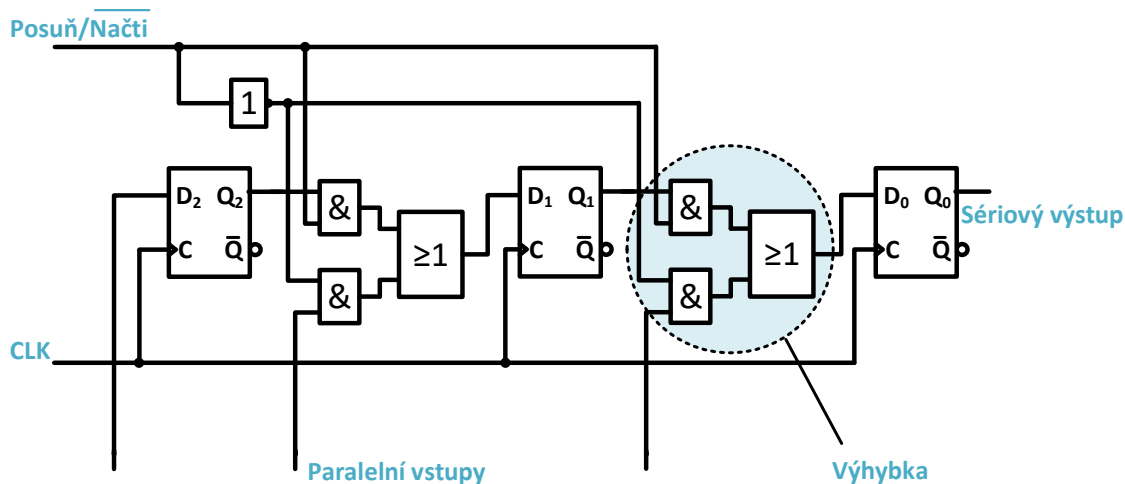 Posuň/Načti
1
D₂ Q₂
C Q̅
&
&
≥1
D₁ Q₁
C Q̅
&
&
≥1
D₀ Q₀
C Q̅
Sériový výstup
CLK
Paralelní vstupy
Výhybka